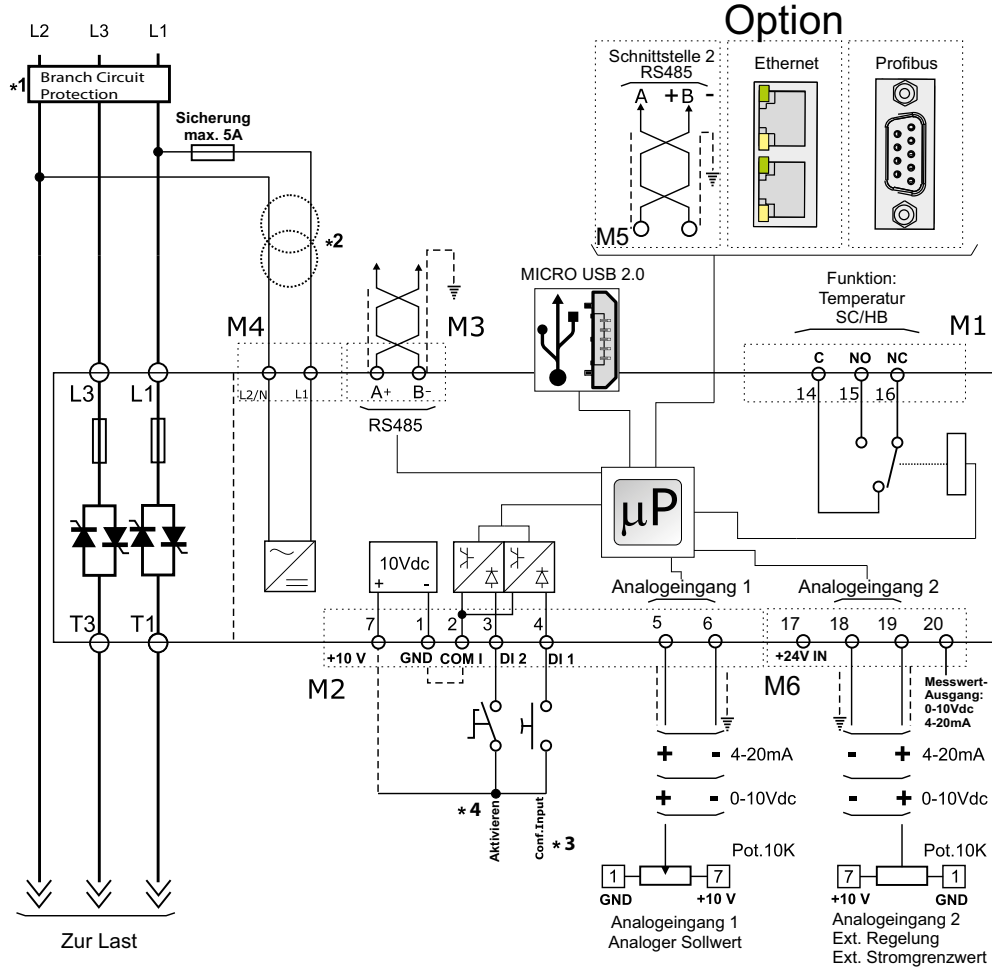 Option
L2 L3 L1
*1 Branch Circuit
Protection
Sicherung
max. 5A
*2
Schnittstelle 2
RS485
A +B -
M5
Ethernet
Profibus
MICRO USB 2.0
Funktion:
Temperatur
SC/HB
M4
M3
M1
C NO NC
14 15 16
L3 L1
L2/N L1
A+ B-
RS485
µP
10Vdc
+ -
Analogeingang 1
Analogeingang 2
T3 T1
7 1 2 3 4 5 6 17 18 19 20
+10 V GND COM I DI 2 DI 1
+24V IN
M2
M6
Messwert-
Ausgang:
0-10Vdc
4-20mA
+ - 4-20mA
- + 4-20mA
+ - 0-10Vdc
- + 0-10Vdc
*4 Aktivieren
Conf.Input *3
Pot.10K
Pot.10K
1 7
GND +10 V
7 1
+10 V GND
Analogeingang 1
Analoger Sollwert
Analogeingang 2
Ext. Regelung
Ext. Stromgrenzwert
Zur Last